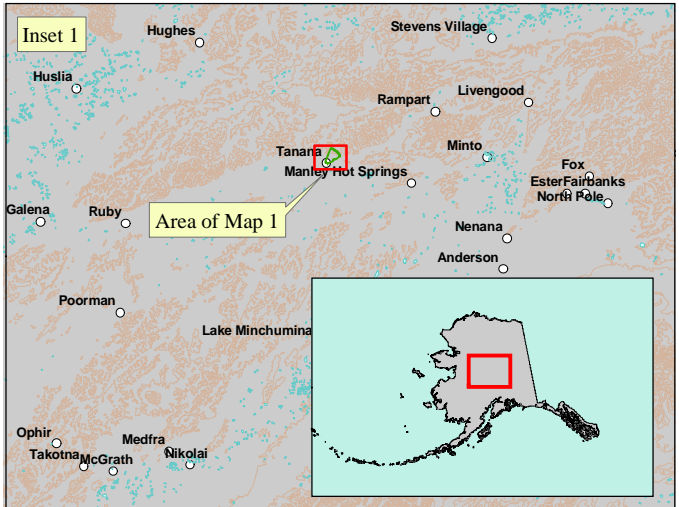 Inset 1
Hughes
Stevens Village
Huslia
Livengood
Rampart
Tanana
Minto
Manley Hot Springs
Fox
Ester
Fairbanks
North Pole
Galena
Ruby
Area of Map 1
Nenana
Anderson
Poorman
Lake Minchumina
Ophir
Medfra
Takotna
McGrath
Nikolai